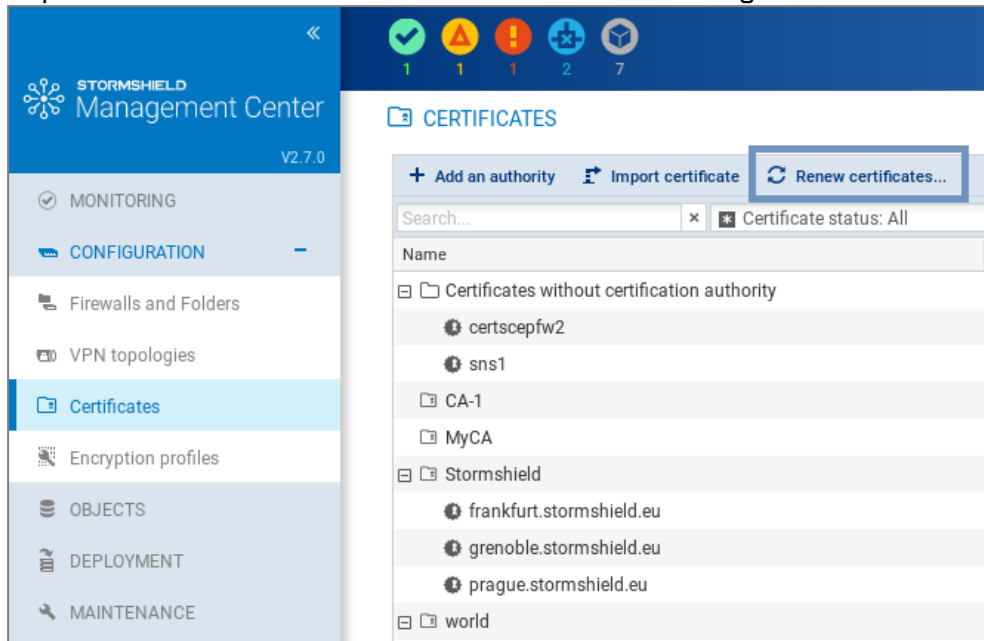 «
STORMSHIELD
Management Center
V2.7.0
MONITORING
CONFIGURATION –
Firewalls and Folders
VPN topologies
Certificates
Encryption profiles
OBJECTS
DEPLOYMENT
MAINTENANCE
1 1 1 2 7
CERTIFICATES
+ Add an authority Import certificate Renew certificates...
Search... × Certificate status: All
Name
Certificates without certification authority
certscepfw2
sns1
CA-1
MyCA
Stormshield
frankfurt.stormshield.eu
grenoble.stormshield.eu
prague.stormshield.eu
world